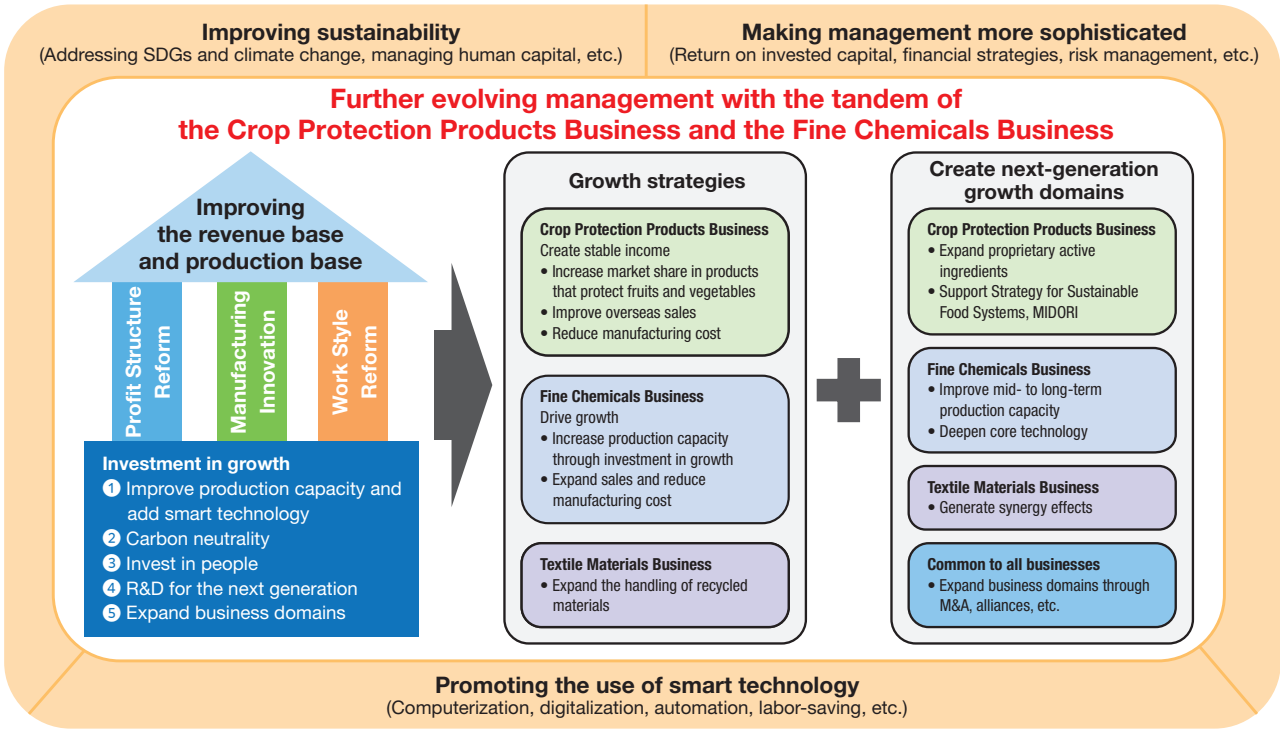 Improving sustainability
(Addressing SDGs and climate change, managing human capital, etc.)
Making management more sophisticated
(Return on invested capital, financial strategies, risk management, etc.)
Further evolving management with the tandem of
the Crop Protection Products Business and the Fine Chemicals Business
Improving
the revenue base
and production base
Profit Structure
Reform
Manufacturing
Innovation
Work Style
Reform
Investment in growth
① Improve production capacity and
add smart technology
② Carbon neutrality
③ Invest in people
④ R&D for the next generation
⑤ Expand business domains
Growth strategies
Crop Protection Products Business
Create stable income
• Increase market share in products
that protect fruits and vegetables
• Improve overseas sales
• Reduce manufacturing cost
Fine Chemicals Business
Drive growth
• Increase production capacity
through investment in growth
• Expand sales and reduce
manufacturing cost
Textile Materials Business
• Expand the handling of recycled
materials
Create next-generation
growth domains
Crop Protection Products Business
• Expand proprietary active
ingredients
• Support Strategy for Sustainable
Food Systems, MIDORI
Fine Chemicals Business
• Improve mid- to long-term
production capacity
• Deepen core technology
Textile Materials Business
• Generate synergy effects
Common to all businesses
• Expand business domains through
M&A, alliances, etc.
Promoting the use of smart technology
(Computerization, digitalization, automation, labor-saving, etc.)